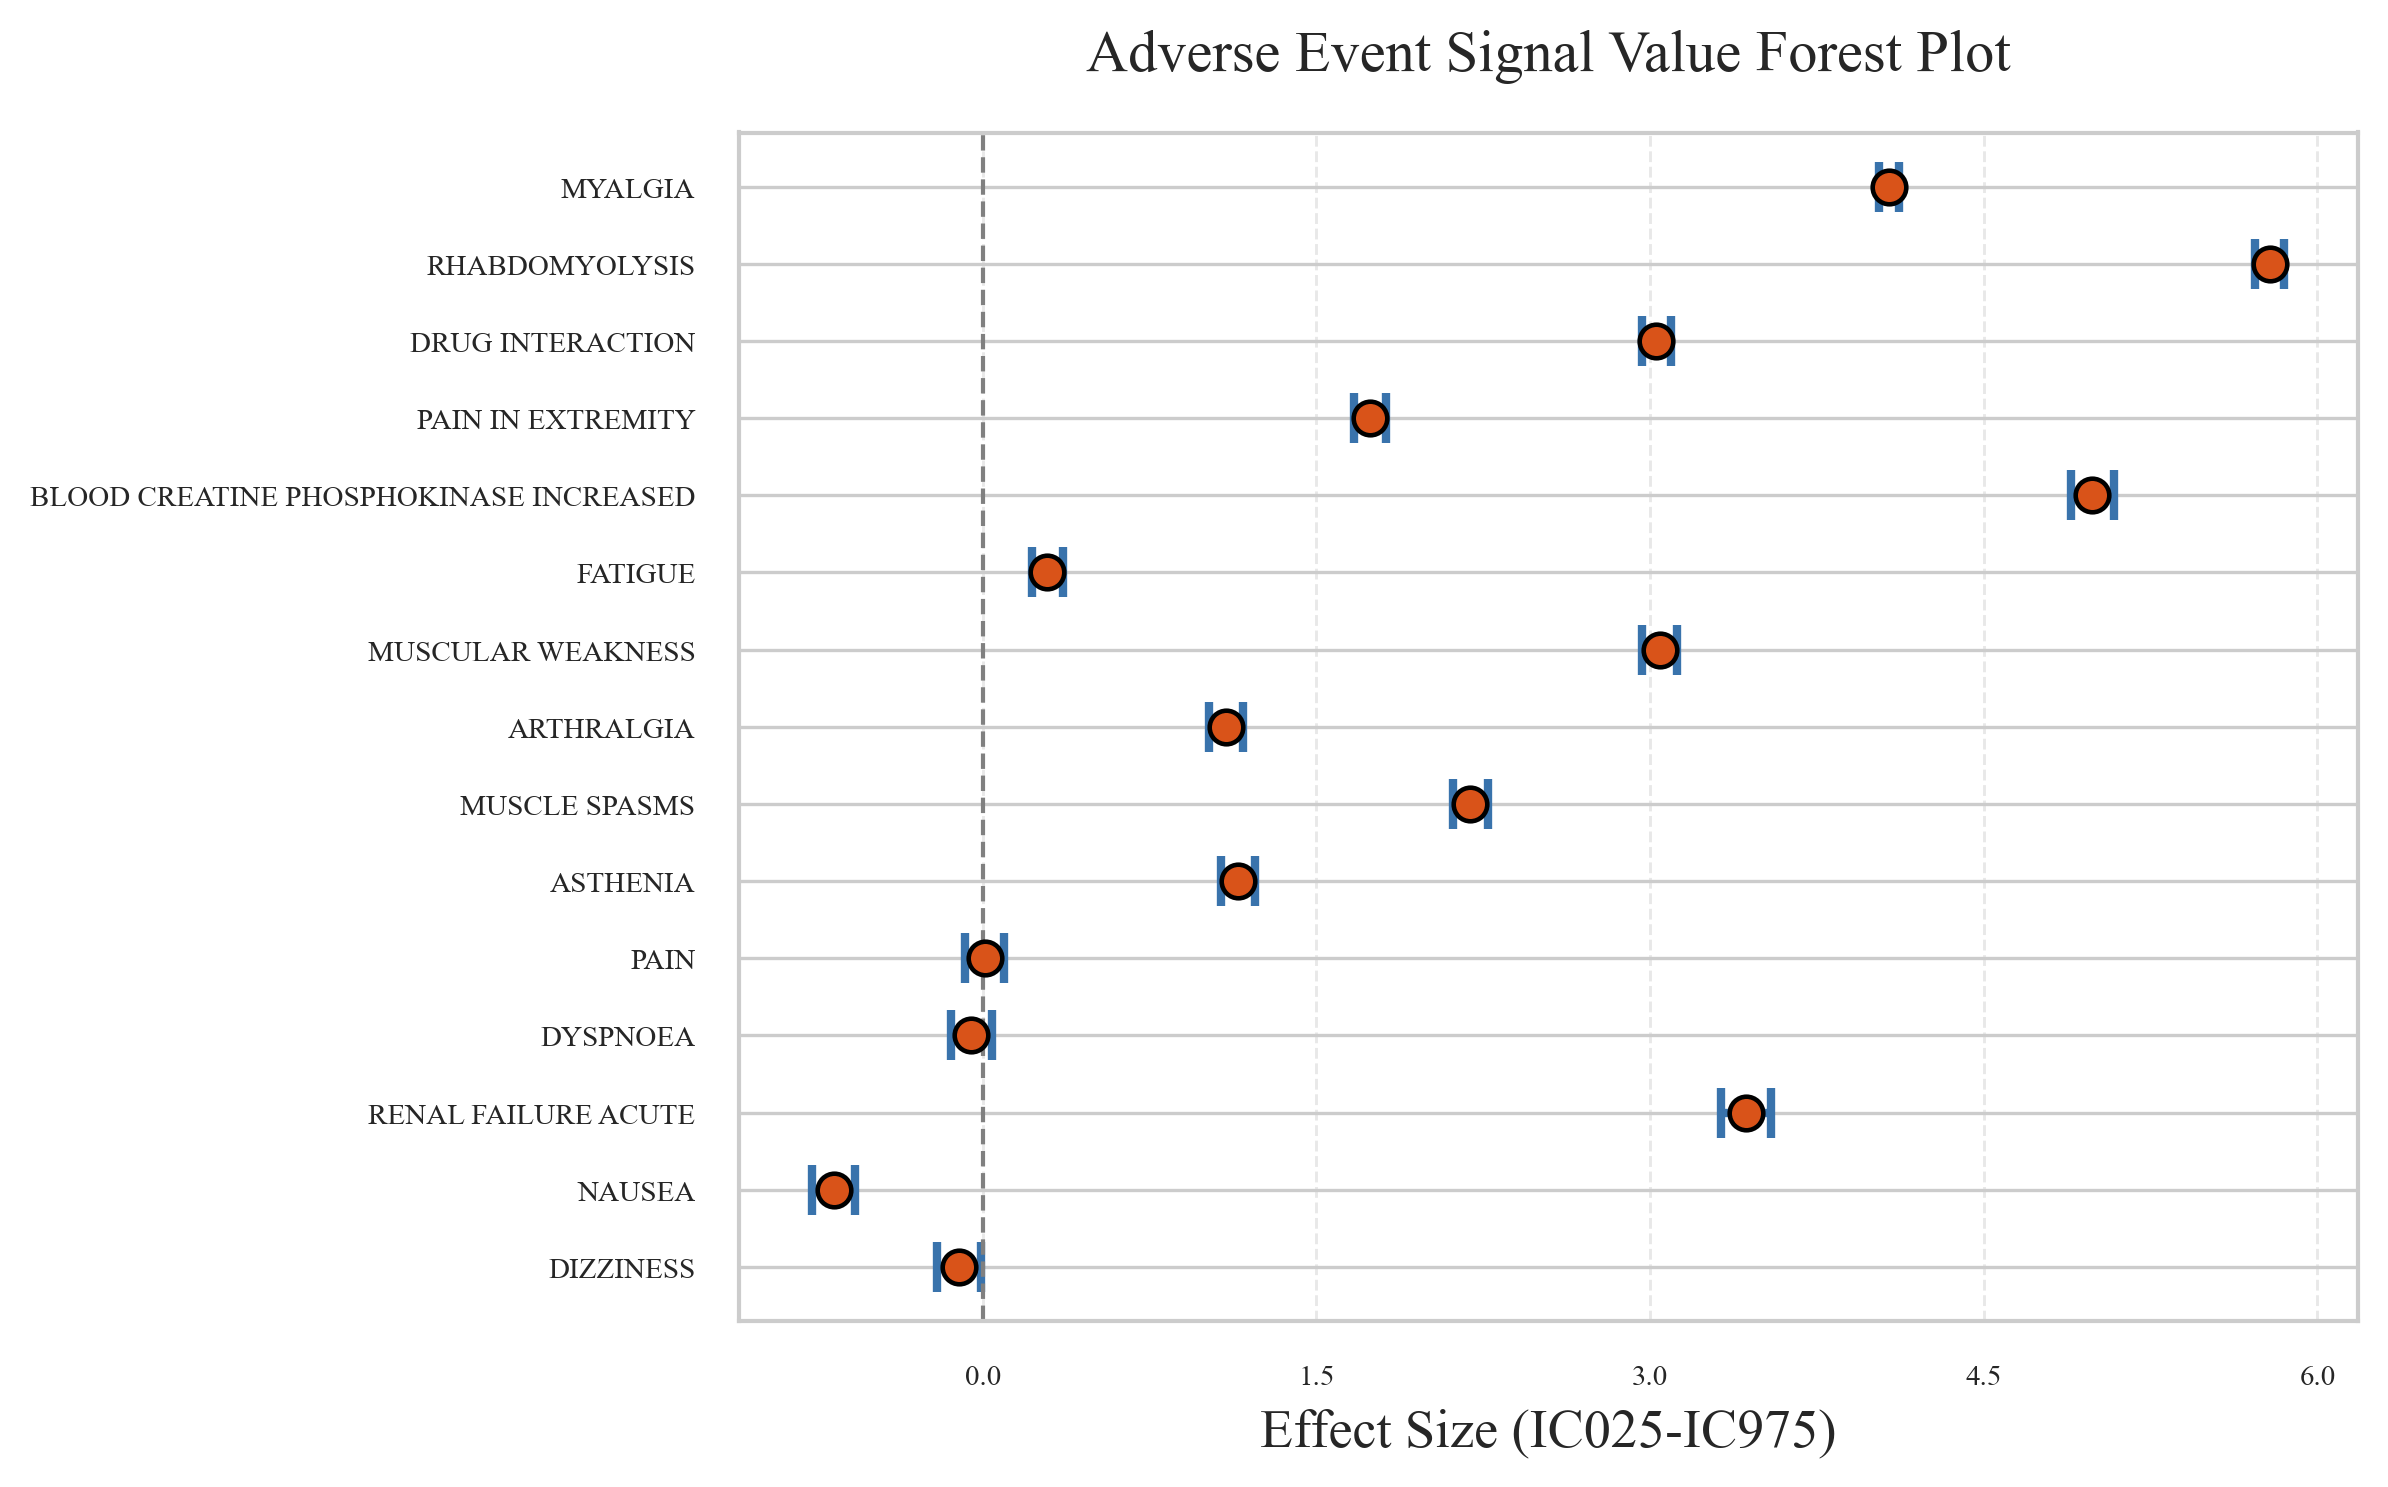 Adverse Event Signal Value Forest Plot
MYALGIA
RHABDOMYOLYSIS
DRUG INTERACTION
PAIN IN EXTREMITY
BLOOD CREATINE PHOSPHOKINASE INCREASED
FATIGUE
MUSCULAR WEAKNESS
ARTHRALGIA
MUSCLE SPASMS
ASTHENIA
PAIN
DYSPNOEA
RENAL FAILURE ACUTE
NAUSEA
DIZZINESS
0.0 1.5 3.0 4.5 6.0
Effect Size (IC025-IC975)